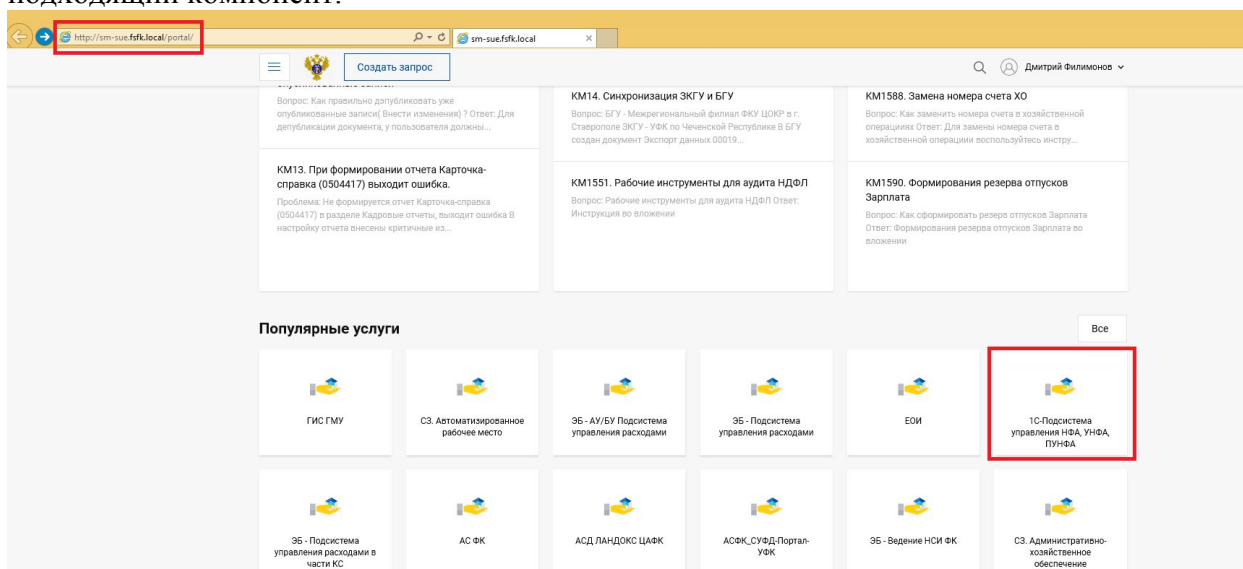 подходящий компонент.
http://sm-sue.fsfk.local/portal/
sm-sue.fsfk.local
Создать запрос
Дмитрий Филимонов
Вопрос: Как правильно депубликовать уже
опубликованные записи( Внести изменения) ? Ответ: Для
депубликации документа, у пользователя должны...
КМ14. Синхронизация ЗКГУ и БГУ
Вопрос: БГУ - Межрегиональный филиал ФКУ ЦОКР в г.
Ставрополе ЗКГУ - УФК по Чеченской Республике В БГУ
создан документ Экспорт данных 00019...
КМ1588. Замена номера счета ХО
Вопрос: Как заменить номера счета в хозяйственной
операциях Ответ: Для замены номера счета в
хозяйственной операции воспользуйтесь инстру...
КМ13. При формировании отчета Карточка-
справка (0504417) выходит ошибка.
Проблема: Не формируется отчет Карточка-справка
(0504417) в разделе Кадровые отчеты, выходит ошибка В
настройку отчета внесены критичные из...
КМ1551. Рабочие инструменты для аудита НДФЛ
Вопрос: Рабочие инструменты для аудита НДФЛ Ответ:
Инструкция во вложении
КМ1590. Формирования резерва отпусков
Зарплата
Вопрос: Как сформировать резерв отпусков Зарплата
Ответ: Формирования резерва отпусков Зарплата во
вложении
Популярные услуги
Все
ГИС ГМУ
СЗ. Автоматизированное
рабочее место
ЭБ - АУ/БУ Подсистема
управления расходами
ЭБ - Подсистема
управления расходами
ЕОИ
1С-Подсистема
управления НФА, УНФА,
ПУНФА
ЭБ - Подсистема
управления расходами в
части КС
АС ФК
АСД ЛАНДОКС ЦАФК
АСФК_СУФД-Портал-
УФК
ЭБ - Ведение НСИ ФК
СЗ. Административно-
хозяйственное
обеспечение